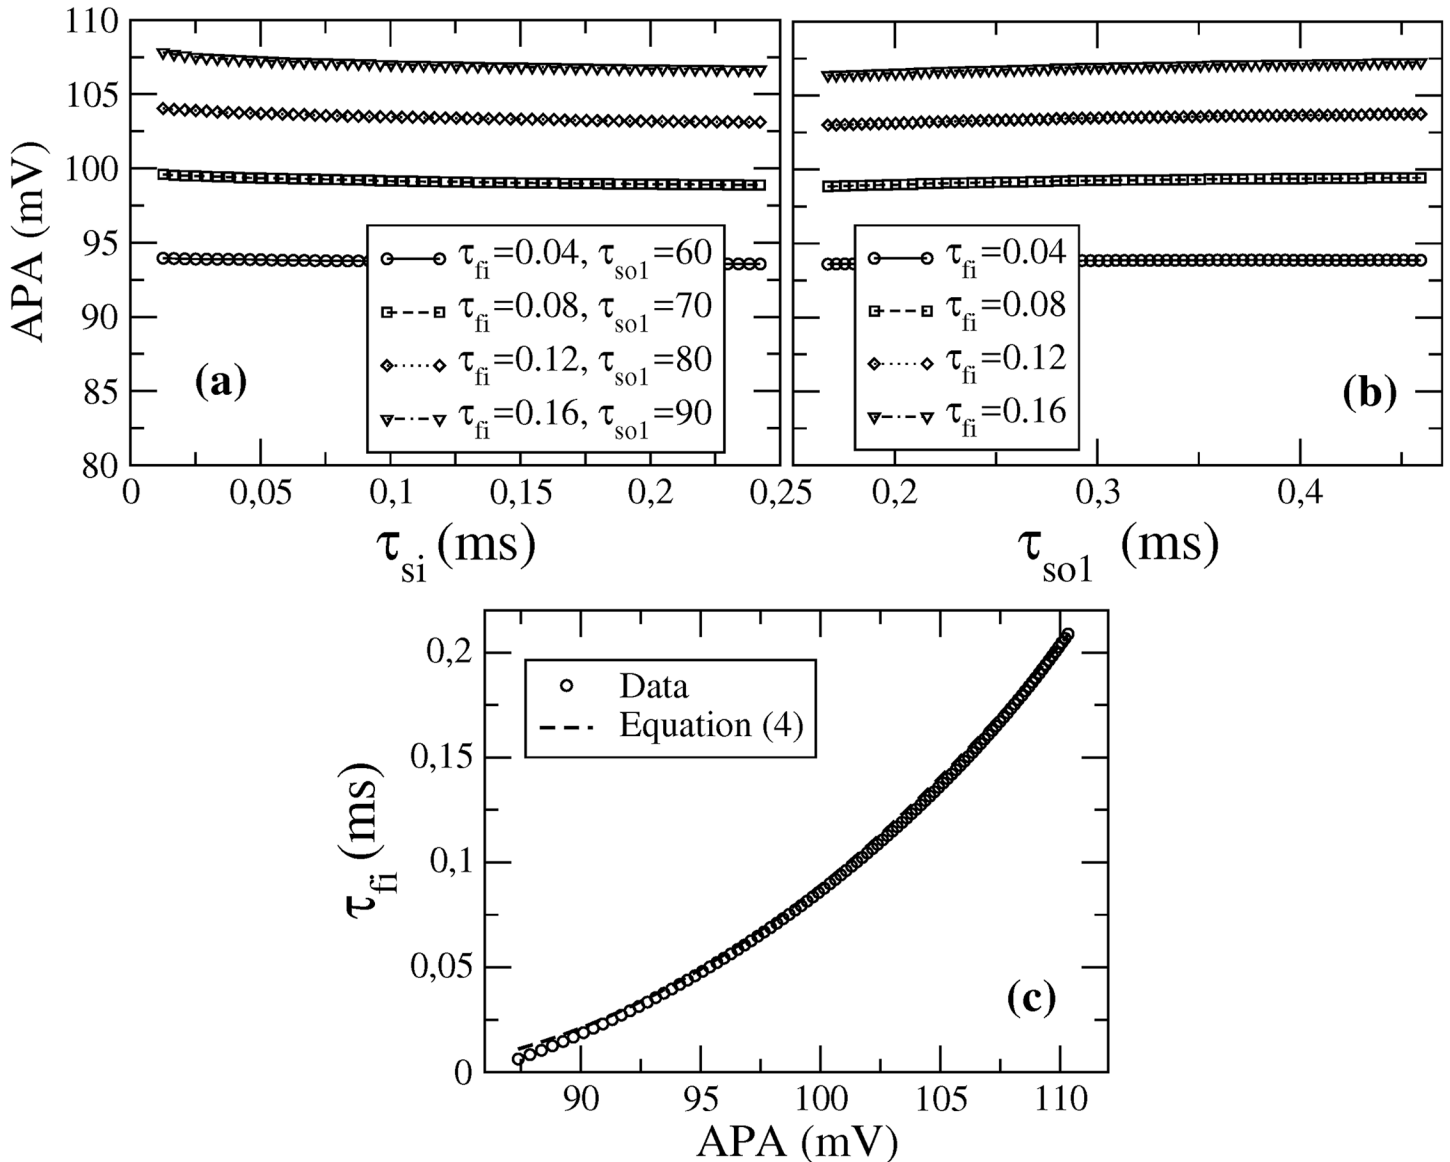 110
105
100
95
90
85
80
APA (mV)
τfi=0.04, τso1=60
τfi=0.08, τso1=70
τfi=0.12, τso1=80
τfi=0.16, τso1=90
(a)
0 0,05 0,1 0,15 0,2 0,25
τsi (ms)
τfi=0.04
τfi=0.08
τfi=0.12
τfi=0.16
(b)
0,2 0,3 0,4
τso1 (ms)
0,2
0,15
0,1
0,05
0
τfi (ms)
Data
Equation (4)
(c)
90 95 100 105 110
APA (mV)